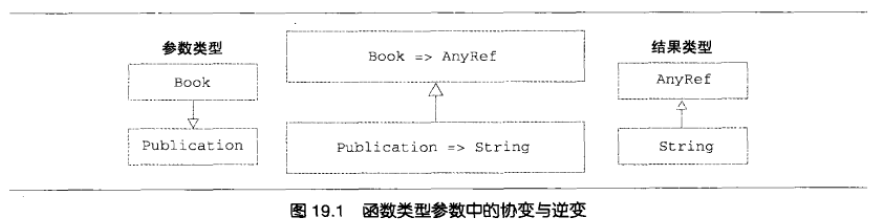 参数类型
Book
Publication
Book => AnyRef
Publication => String
结果类型
AnyRef
String
图 19.1 函数类型参数中的协变与逆变